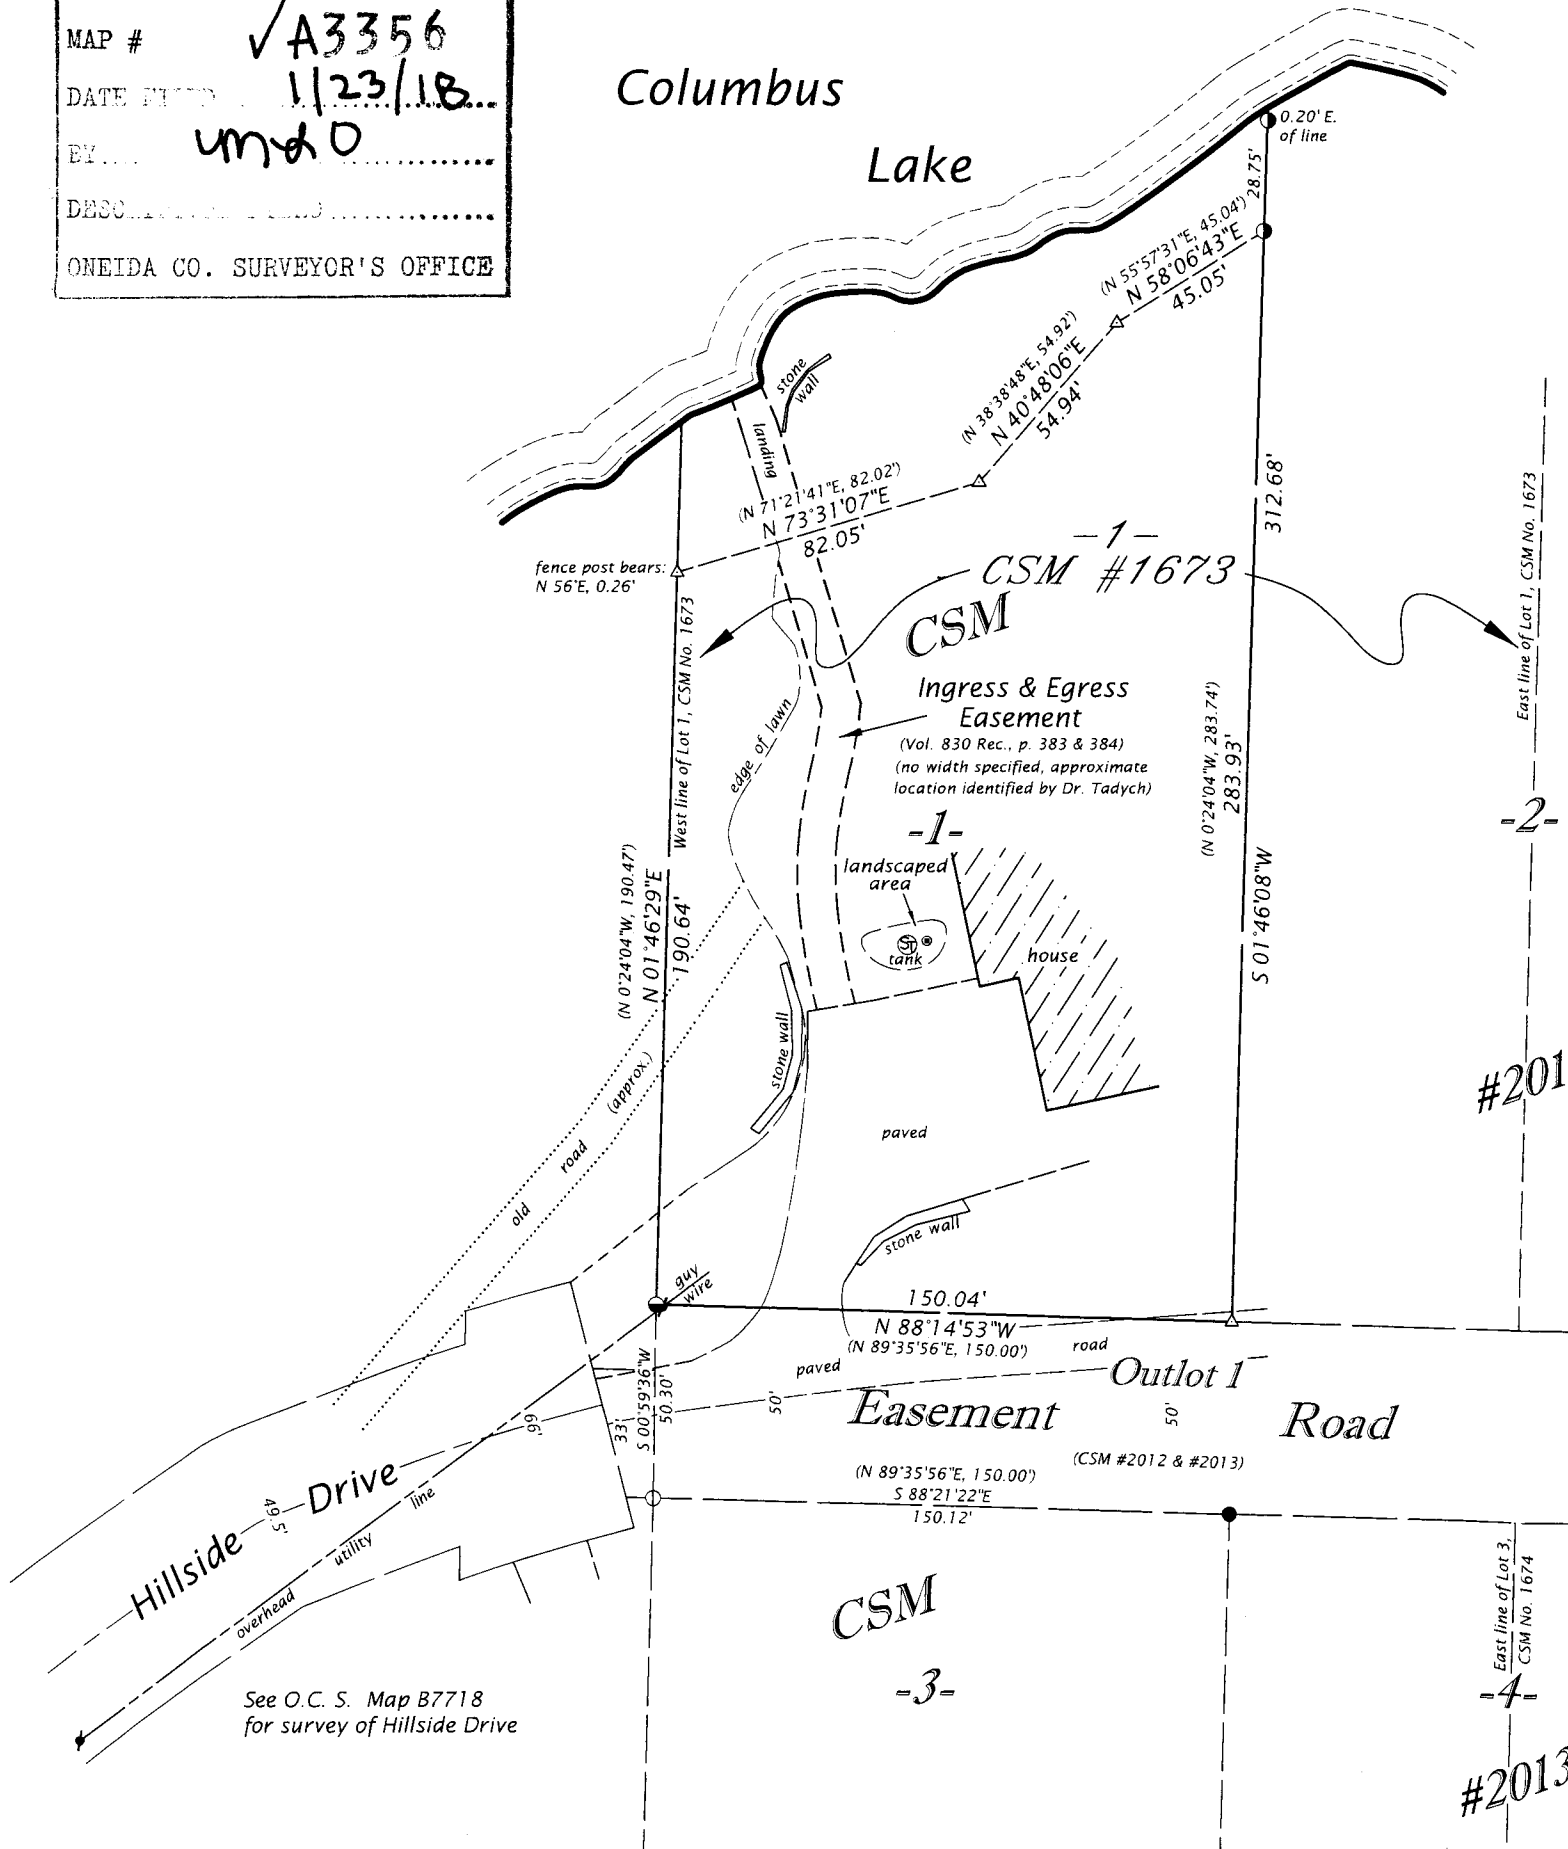 MAP # √A3356
DATE FILED 1/23/18
BY....
ONEIDA CO. SURVEYOR'S OFFICE
Columbus
Lake
0.20' E.
of line
28.75'
(N 55°57'31"E, 45.04')
N 58°06'43"E
45.05'
(N 38°38'48"E, 54.92')
N 40°48'06"E
54.94'
stone
wall
landing
(N 71°21'41"E, 82.02')
N 73°31'07"E
82.05'
fence post bears:
N 56°E, 0.26'
312.68'
-1-
CSM #1673
CSM
West line of Lot 1, CSM No. 1673
East line of Lot 1, CSM No. 1673
Ingress & Egress
Easement
(Vol. 830 Rec., p. 383 & 384)
(no width specified, approximate
location identified by Dr. Tadych)
edge of lawn
(N 0°24'04"W, 283.74')
283.93'
S 01°46'08"W
-1-
-2-
landscaped
area
ST
tank
house
(N 0°24'04"W, 190.47')
N 01°46'29"E
190.64'
stone wall
#201
old road (approx.)
paved
stone wall
guy
wire
150.04'
N 88°14'53"W
(N 89°35'56"E, 150.00')
paved road
Outlot 1
S 00°59'36"W
50.30'
33'
66'
50'
50'
Easement Road
(CSM #2012 & #2013)
(N 89°35'56"E, 150.00')
S 88°21'22"E
150.12'
Hillside Drive
49.5'
overhead utility line
CSM
-3-
East line of Lot 3,
CSM No. 1674
-4-
#2013
See O.C. S. Map B7718
for survey of Hillside Drive